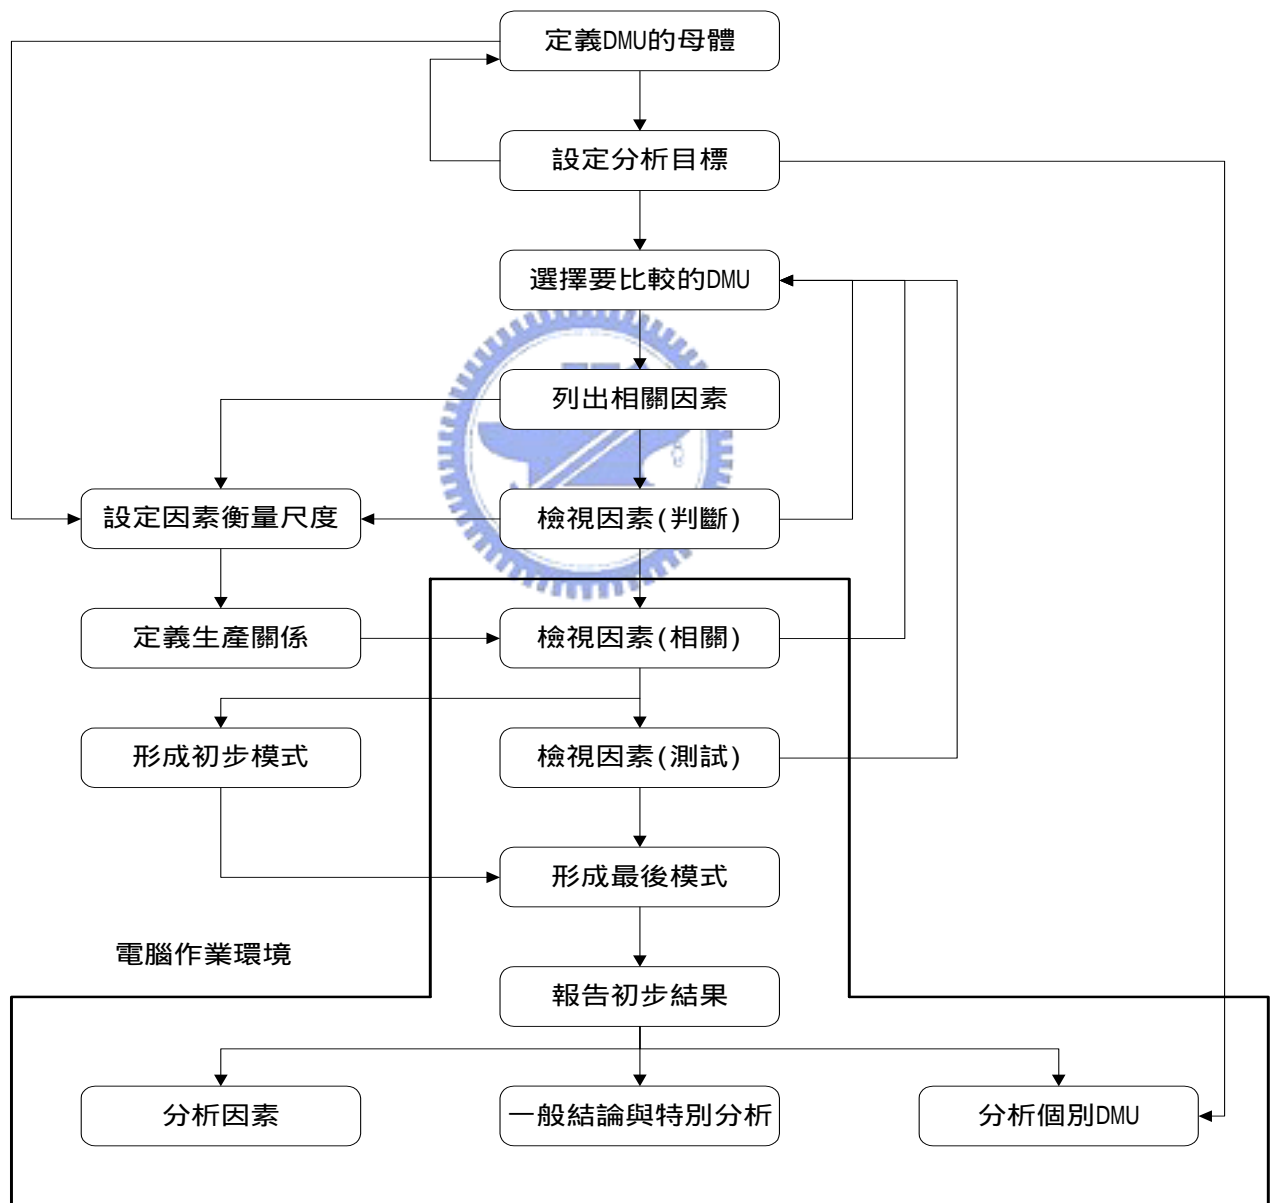 定義DMU的母體
設定分析目標
選擇要比較的DMU
列出相關因素
設定因素衡量尺度
檢視因素(判斷)
定義生產關係
檢視因素(相關)
形成初步模式
檢視因素(測試)
形成最後模式
電腦作業環境
報告初步結果
分析因素
一般結論與特別分析
分析個別DMU